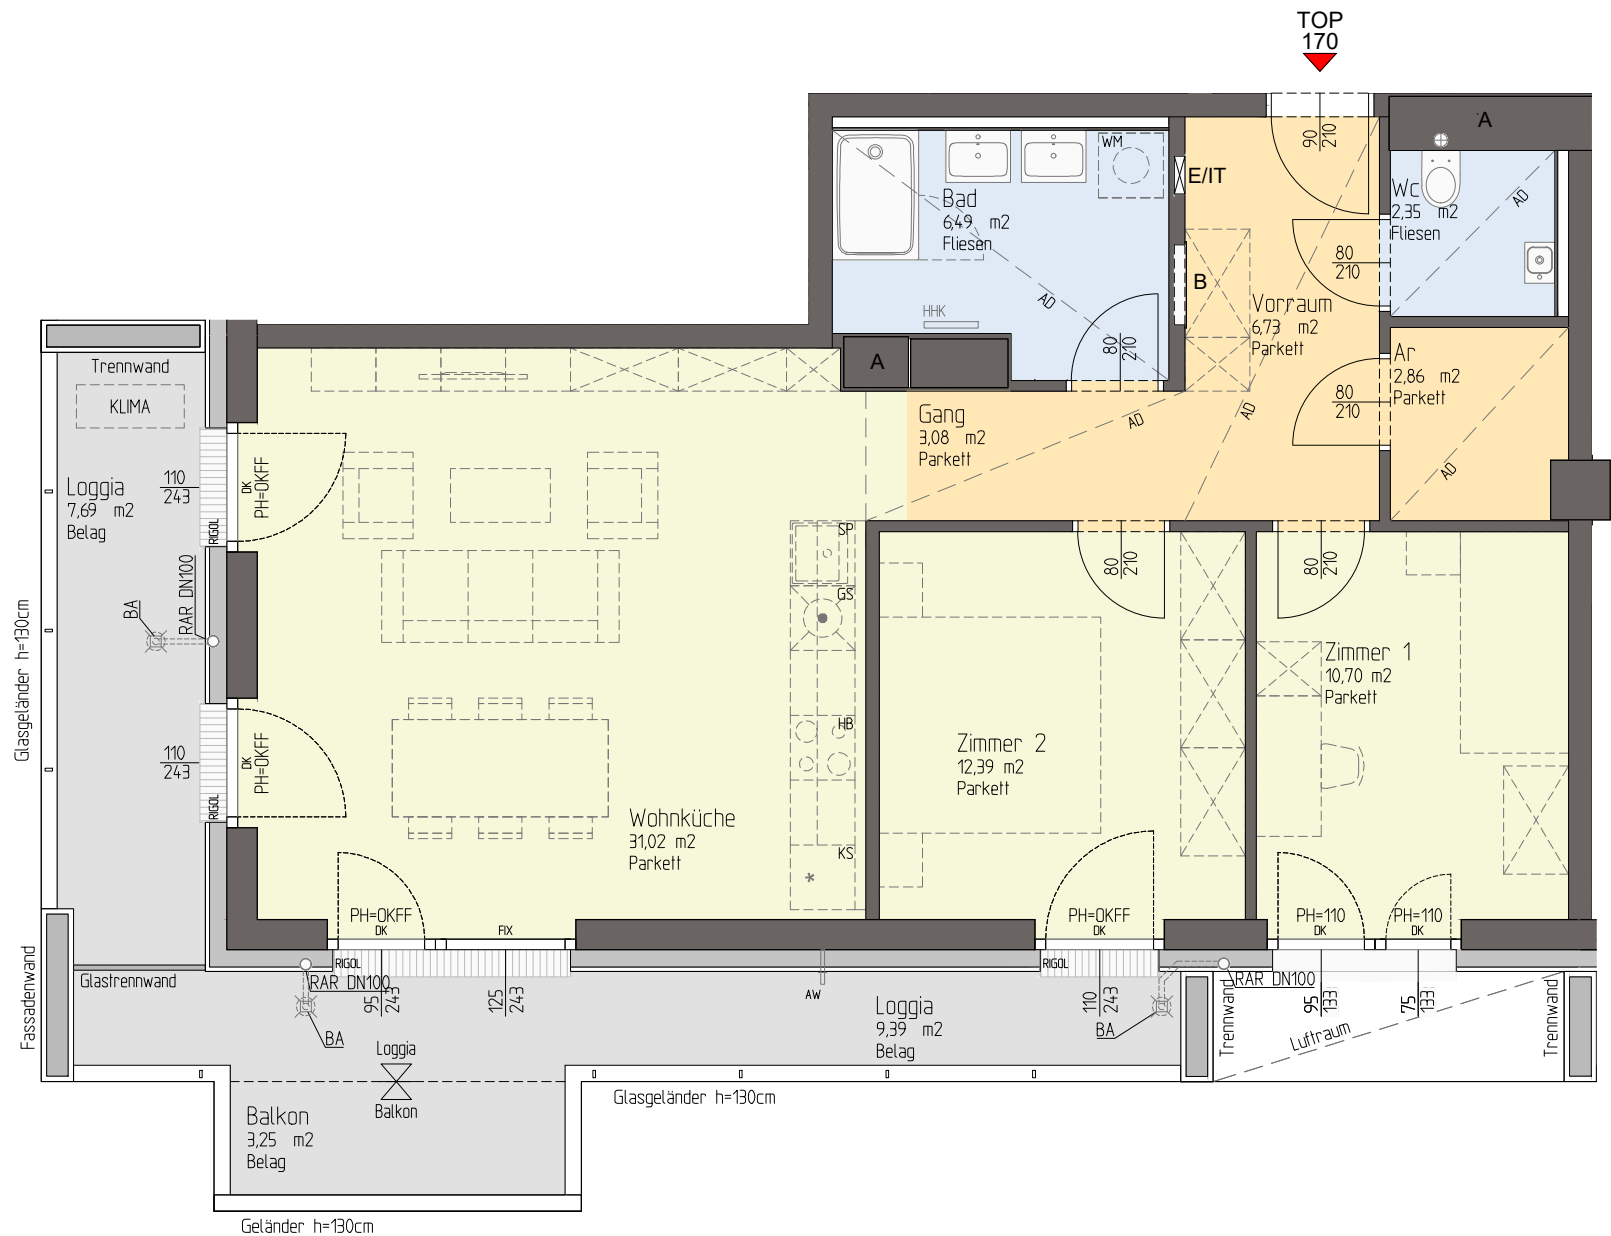 TOP
170
A
90
210
WM
E/IT
Bad
6,49 m2
Fliesen
Wc
2,35 m2
Fliesen
AD
80
210
B
Vorraum
6,73 m2
Parkett
AD
HHK
80
210
A
Ar
2,86 m2
Parkett
80
210
AD
AD
AD
Gang
3,08 m2
Parkett
Trennwand
KLIMA
110
243
DK
PH=OKFF
Loggia
7,69 m2
Belag
RIGOL
RAR DN100
BA
Glasgeländer h=130cm
110
243
DK
PH=OKFF
RIGOL
SP
GS
HB
KS
*
80
210
80
210
Zimmer 1
10,70 m2
Parkett
Zimmer 2
12,39 m2
Parkett
Wohnküche
31,02 m2
Parkett
PH=OKFF
DK
FIX
PH=OKFF
DK
PH=110
DK
PH=110
DK
Fassadenwand
Glastrennwand
RIGOL
RAR DN100
95
243
125
243
BA
AW
Loggia
9,39 m2
Belag
RIGOL
110
243
BA
RAR DN100
Trennwand
95
133
75
133
Luftraum
Trennwand
Loggia
Balkon
Glasgeländer h=130cm
Balkon
3,25 m2
Belag
Geländer h=130cm